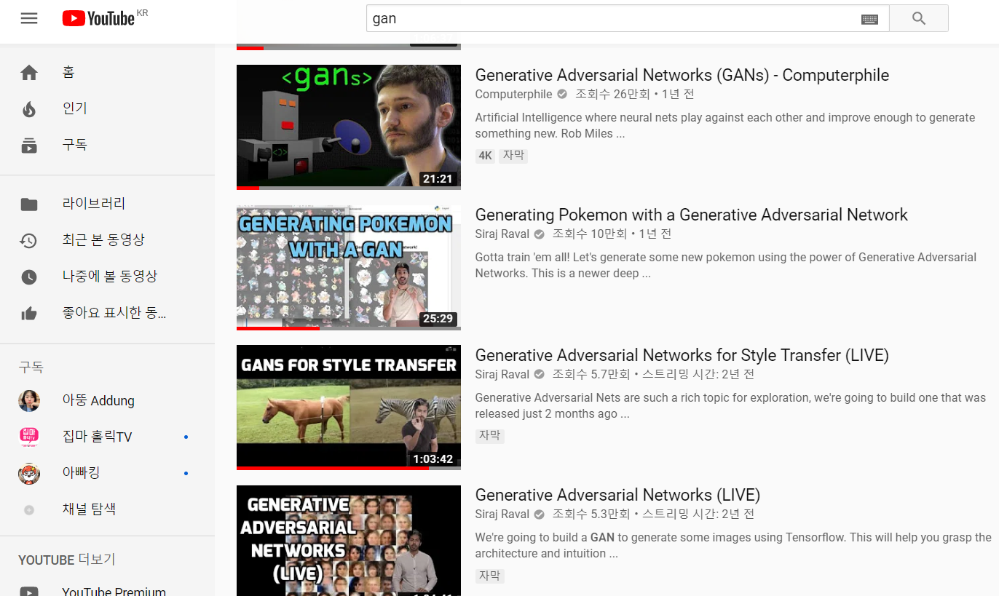 YouTube KR
gan
홈
인기
구독
라이브러리
최근 본 동영상
나중에 볼 동영상
좋아요 표시한 동...
구독
아뚱 Addung
집마 홀릭TV
아빠킹
채널 탐색
YOUTUBE 더보기
YouTube Premium
<gans>
21:21
Generative Adversarial Networks (GANs) - Computerphile
Computerphile 조회수 26만회 • 1년 전
Artificial Intelligence where neural nets play against each other and improve enough to generate
something new. Rob Miles ...
4K 자막
GENERATING POKEMON
WITH A GAN
25:29
Generating Pokemon with a Generative Adversarial Network
Siraj Raval 조회수 10만회 • 1년 전
Gotta train 'em all! Let's generate some new pokemon using the power of Generative Adversarial
Networks. This is a newer deep ...
GANS FOR STYLE TRANSFER
1:03:42
Generative Adversarial Networks for Style Transfer (LIVE)
Siraj Raval 조회수 5.7만회 • 스트리밍 시간: 2년 전
Generative Adversarial Nets are such a rich topic for exploration, we're going to build one that was
released just 2 months ago ...
자막
GENERATIVE
ADVERSARIAL
NETWORKS
(LIVE)
Generative Adversarial Networks (LIVE)
Siraj Raval 조회수 5.3만회 • 스트리밍 시간: 2년 전
We're going to build a GAN to generate some images using Tensorflow. This will help you grasp the
architecture and intuition ...
자막